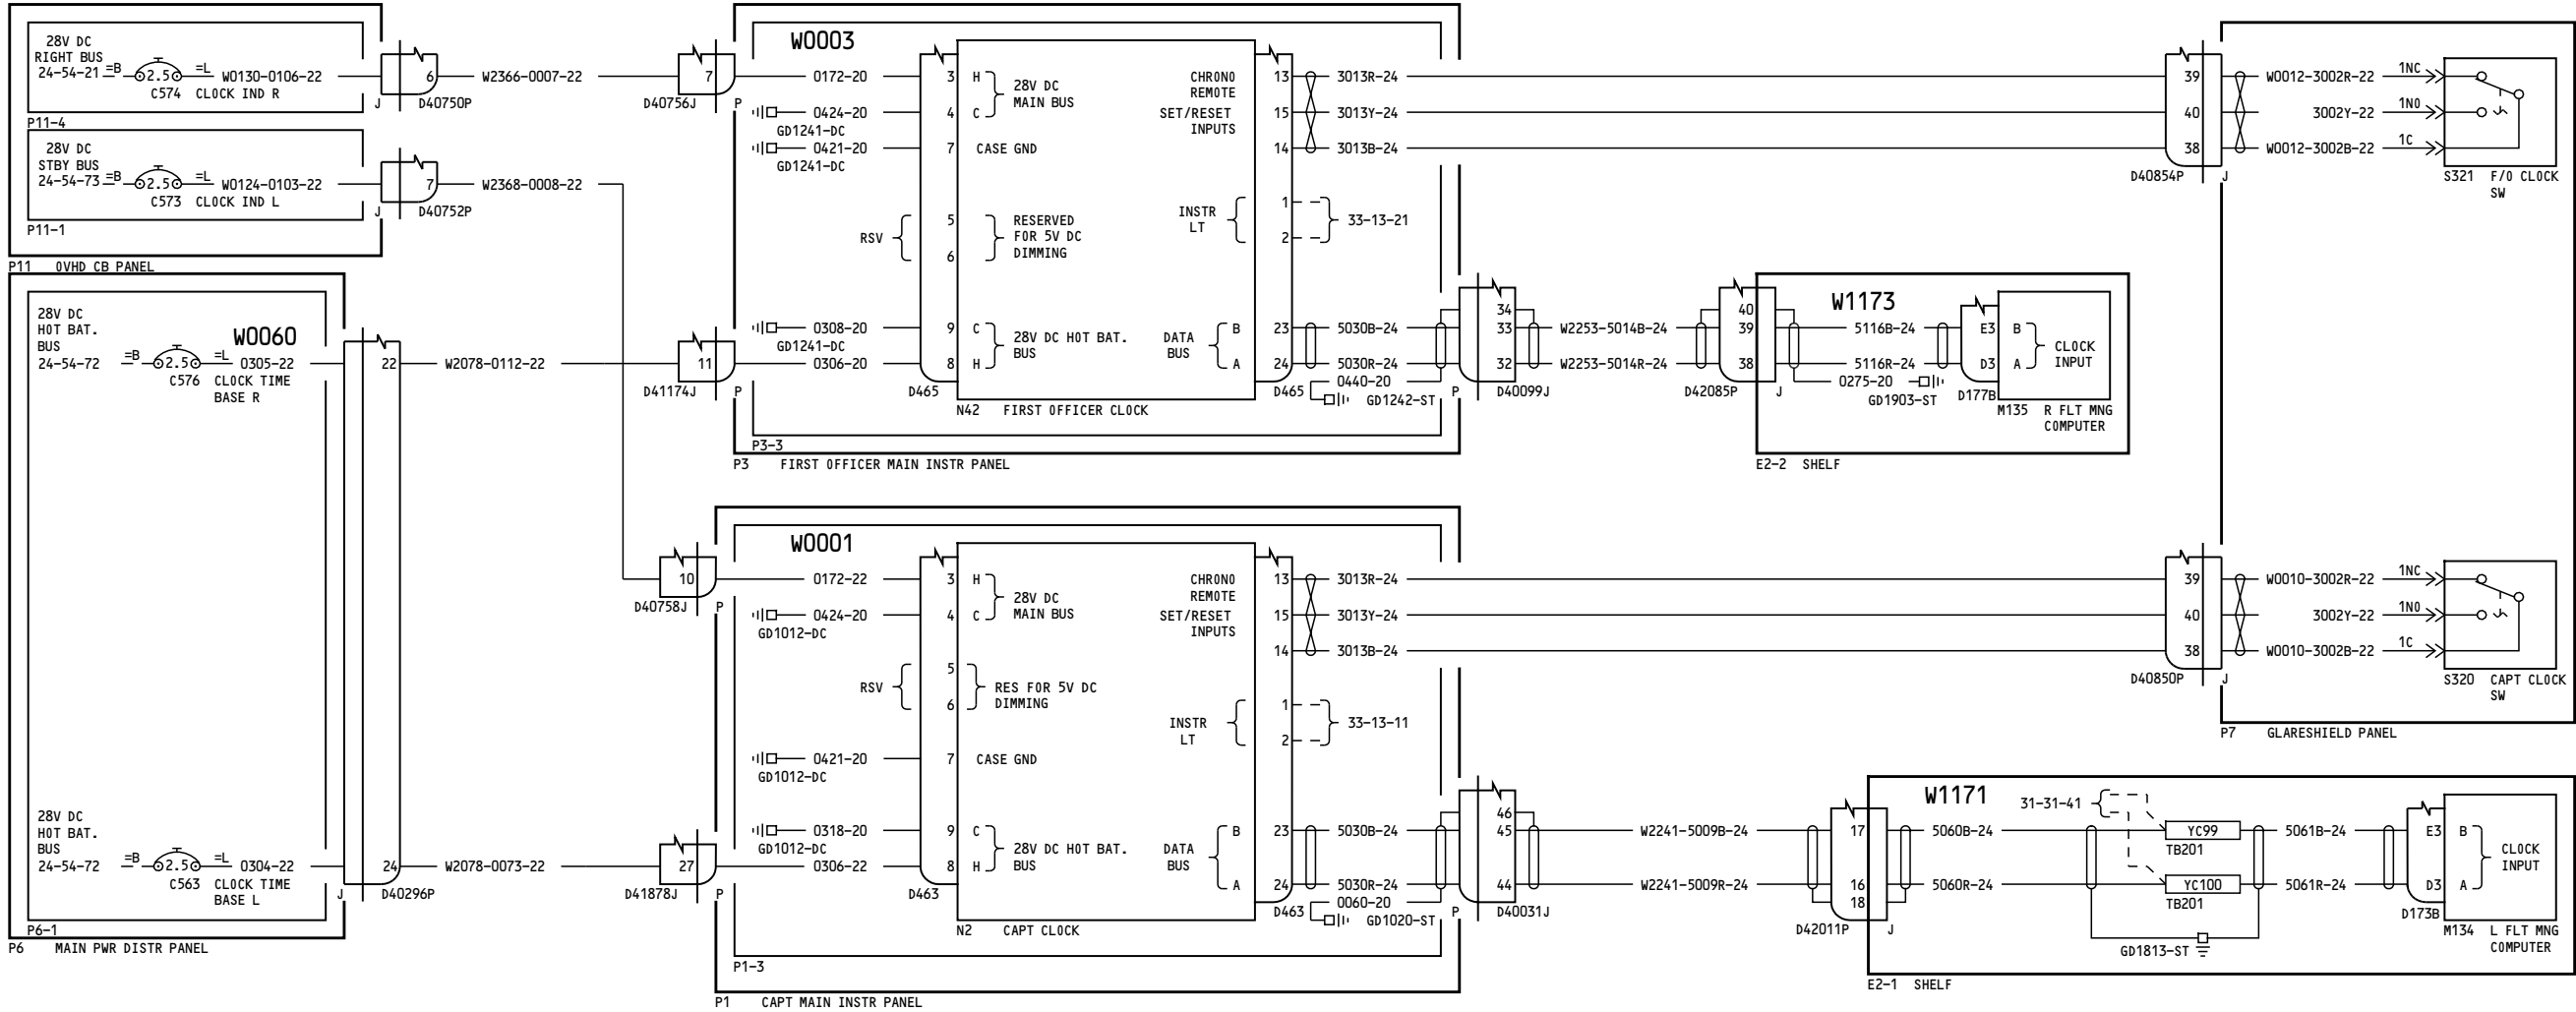 28V DC
RIGHT BUS
24-54-21
=B
2.5
=L
W0130-0106-22
C574
CLOCK IND R
P11-4
28V DC
STBY BUS
24-54-73
=B
2.5
=L
W0124-0103-22
C573
CLOCK IND L
P11-1
P11
OVHD CB PANEL
6
J
D40750P
W2366-0007-22
7
J
D40752P
W2368-0008-22
28V DC
HOT BAT.
BUS
24-54-72
=B
2.5
=L
W0060
0305-22
C576
CLOCK TIME
BASE R
22
W2078-0112-22
28V DC
HOT BAT.
BUS
24-54-72
=B
2.5
=L
0304-22
C563
CLOCK TIME
BASE L
24
J
D40296P
W2078-0073-22
P6-1
P6
MAIN PWR DISTR PANEL
7
D40756J
P
11
D41174J
P
W0003
0172-20
0424-20
GD1241-DC
0421-20
GD1241-DC
RSV
0308-20
GD1241-DC
0306-20
D465
3
4
7
5
6
9
8
H
C
28V DC
MAIN BUS
CASE GND
RESERVED
FOR 5V DC
DIMMING
C
H
28V DC HOT BAT.
BUS
CHRONO
REMOTE
SET/RESET
INPUTS
INSTR
LT
DATA
BUS
B
A
13
15
14
1
2
23
24
D465
N42
FIRST OFFICER CLOCK
3013R-24
3013Y-24
3013B-24
33-13-21
5030B-24
5030R-24
0440-20
GD1242-ST
P3-3
P3
FIRST OFFICER MAIN INSTR PANEL
34
33
32
P
D40099J
W2253-5014B-24
W2253-5014R-24
40
39
38
D42085P
J
W1173
5116B-24
5116R-24
0275-20
GD1903-ST
E3
D3
D177B
B
A
CLOCK
INPUT
M135
R FLT MNG
COMPUTER
E2-2
SHELF
39
40
38
D40854P
J
W0012-3002R-22
3002Y-22
W0012-3002B-22
1NC
1NO
1C
S321
F/O CLOCK
SW
10
D40758J
P
27
D41878J
P
W0001
0172-22
0424-20
GD1012-DC
RSV
0421-20
GD1012-DC
0318-20
GD1012-DC
0306-22
D463
3
4
5
6
7
9
8
H
C
28V DC
MAIN BUS
RES FOR 5V DC
DIMMING
CASE GND
C
H
28V DC HOT BAT.
BUS
CHRONO
REMOTE
SET/RESET
INPUTS
INSTR
LT
DATA
BUS
B
A
13
15
14
1
2
23
24
D463
N2
CAPT CLOCK
3013R-24
3013Y-24
3013B-24
33-13-11
5030B-24
5030R-24
0060-20
GD1020-ST
P1-3
P1
CAPT MAIN INSTR PANEL
46
45
44
P
D40031J
W2241-5009B-24
W2241-5009R-24
39
40
38
D40850P
J
W0010-3002R-22
3002Y-22
W0010-3002B-22
1NC
1NO
1C
S320
CAPT CLOCK
SW
P7
GLARESHIELD PANEL
17
16
18
D42011P
J
W1171
5060B-24
5060R-24
31-31-41
YC99
TB201
YC100
TB201
GD1813-ST
5061B-24
5061R-24
E3
D3
D173B
B
A
CLOCK
INPUT
M134
L FLT MNG
COMPUTER
E2-1
SHELF